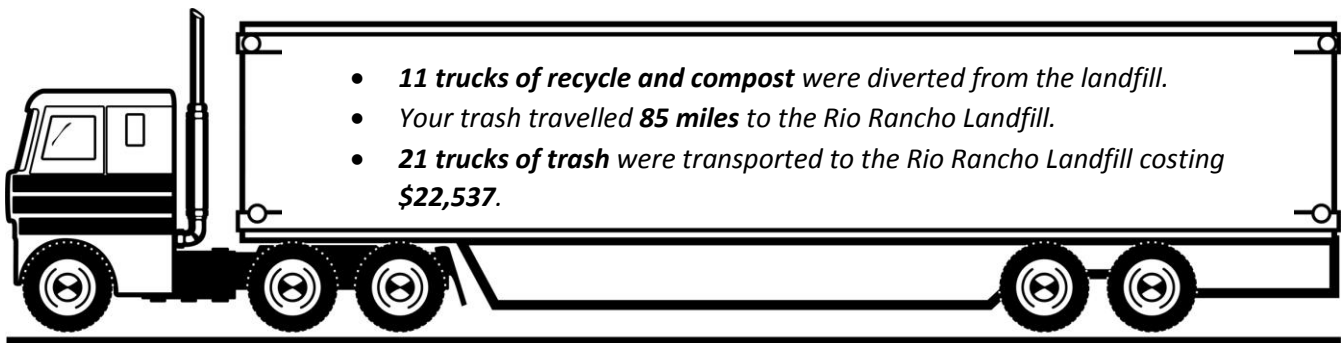 • 11 trucks of recycle and compost were diverted from the landfill.
• Your trash travelled 85 miles to the Rio Rancho Landfill.
• 21 trucks of trash were transported to the Rio Rancho Landfill costing
$22,537.